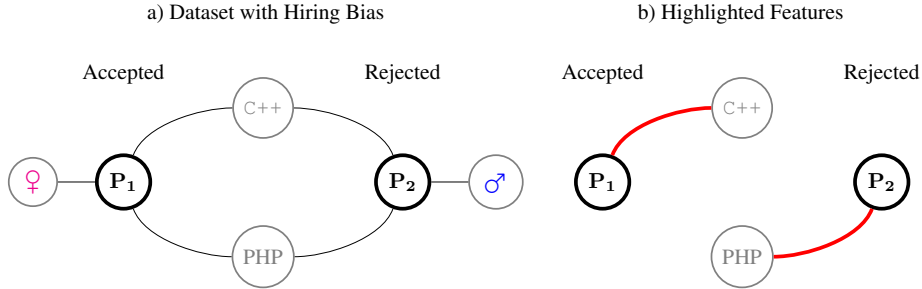 a) Dataset with Hiring Bias
b) Highlighted Features
Accepted
Rejected
Accepted
Rejected
C++
C++
♀
P₁
P₂
♂
P₁
P₂
PHP
PHP